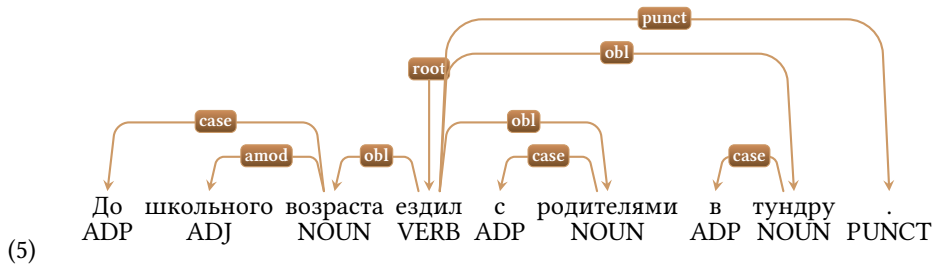 punct
obl
root
case obl
amod obl case case
До школьного возраста ездил с родителями в тундру .
ADP ADJ NOUN VERB ADP NOUN ADP NOUN PUNCT
(5)